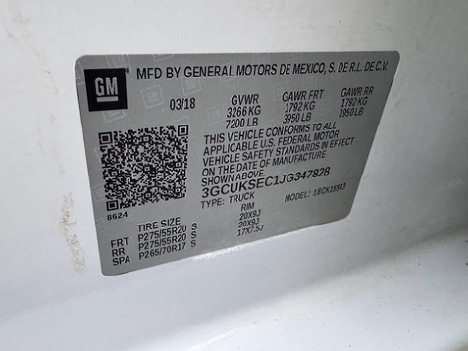 GM
MFD BY GENERAL MOTORS DE MEXICO, S. DE R.L. DE C.V.
03/18 GVWR GAWR FRT GAWR RR
3266 KG 1792 KG 1792 KG
7200 LB 3950 LB 3950 LB
THIS VEHICLE CONFORMS TO ALL
APPLICABLE U.S. FEDERAL MOTOR
VEHICLE SAFETY STANDARDS IN EFFECT
ON THE DATE OF MANUFACTURE
3GCUKSEC1JG347828
8624 TYPE: TRUCK MODEL:
TIRE SIZE RIM
FRT P275/55R20 S 20X9J
RR P275/55R20 S 20X9J
SPA P265/70R17 S 17X7.5J